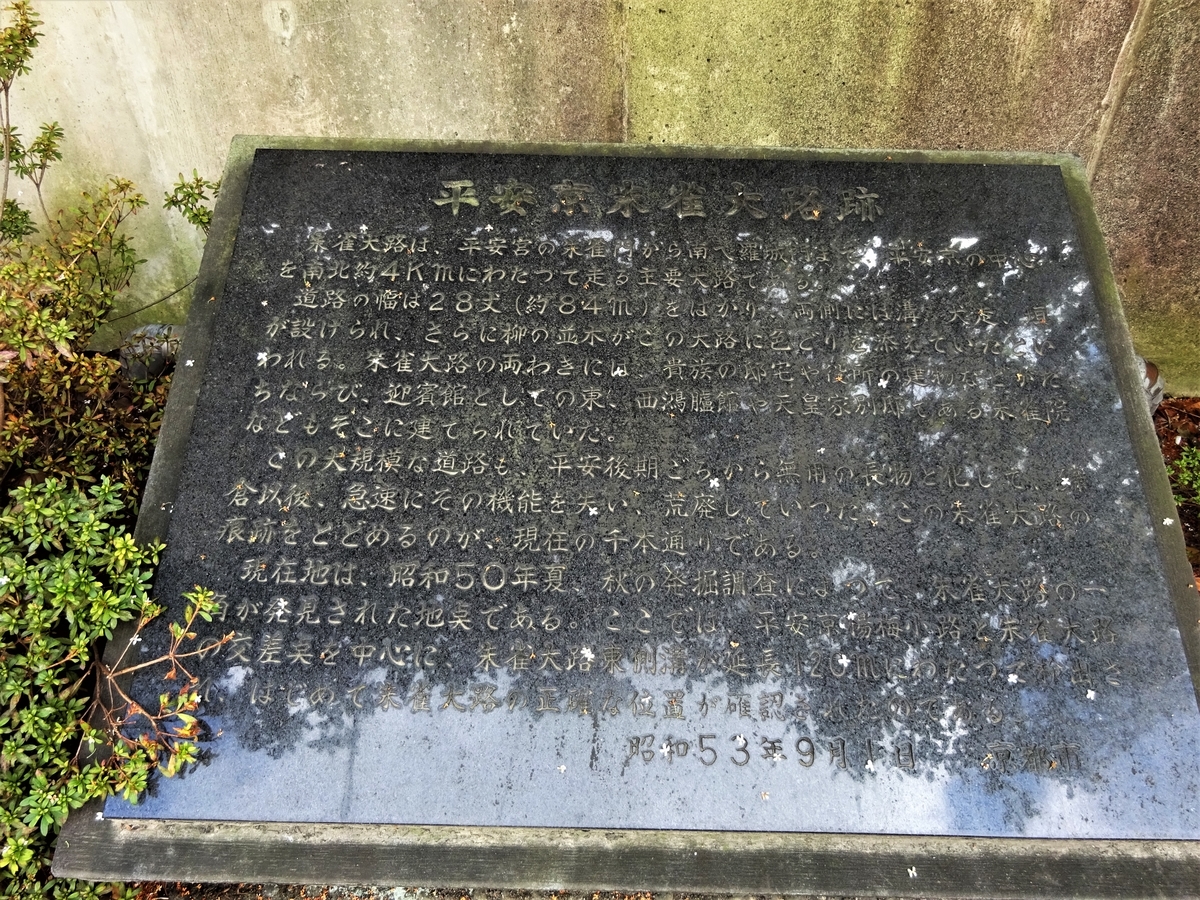 平安京朱雀大路跡
朱雀大路は、平安宮の朱雀門から南へ羅城門まで、平安京の中心
を南北約4Kmにわたって走る主要大路である。
道路の幅は28丈(約84m)をはかり、両側には溝、犬走、垣
が設けられ、さらに柳の並木がこの大路に色どりを添えていたとい
われる。朱雀大路の両わきには、貴族の邸宅や役所の建物などがた
ちならび、迎賓館としての東、西鴻臚館や天皇家別邸である朱雀院
などもそこに建てられていた。
この大規模な道路も、平安後期ごろから無用の長物と化して、鎌
倉以後、急速にその機能を失い、荒廃していった。この朱雀大路の
痕跡をとどめるのが、現在の千本通りである。
現在地は、昭和50年夏、秋の発掘調査によって、朱雀大路の一
角が発見された地点である。ここでは、平安京楊梅小路と朱雀大路
の交差点を中心に、朱雀大路東側溝が延長120mにわたって検出さ
れ、はじめて朱雀大路の正確な位置が確認されたのである。
昭和53年9月1日 京都市